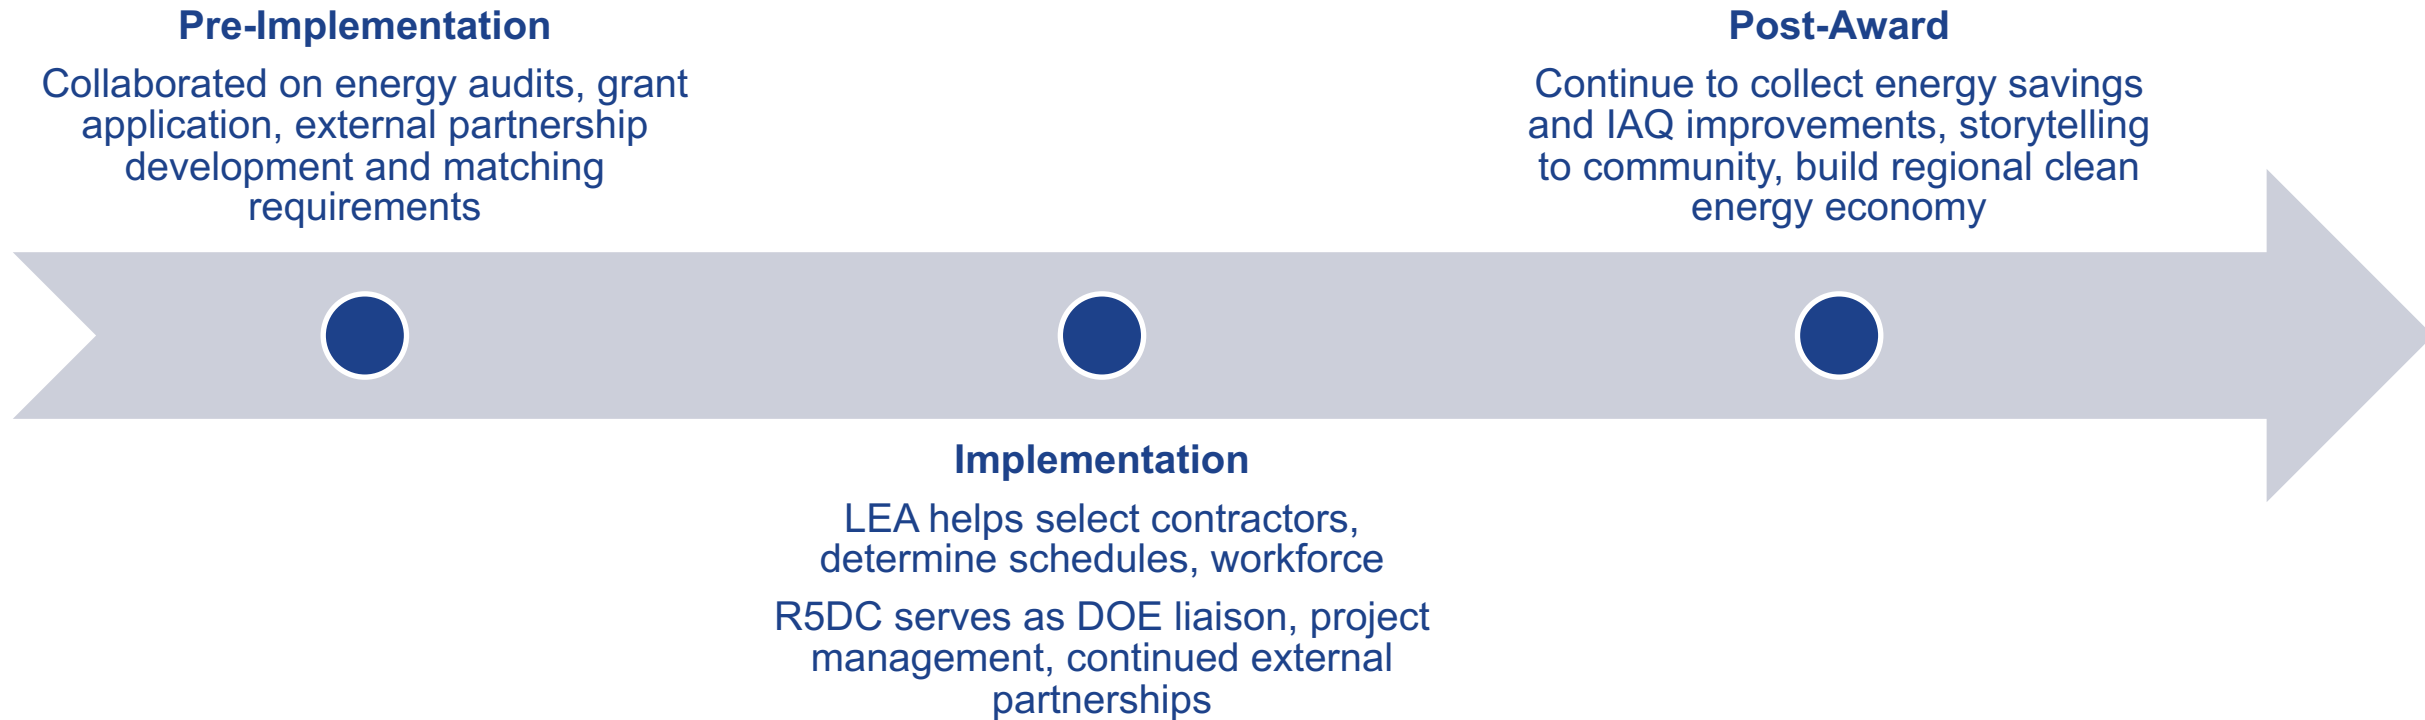 Pre-Implementation
Collaborated on energy audits, grant
application, external partnership
development and matching
requirements
Implementation
LEA helps select contractors,
determine schedules, workforce
R5DC serves as DOE liaison, project
management, continued external
partnerships
Post-Award
Continue to collect energy savings
and IAQ improvements, storytelling
to community, build regional clean
energy economy